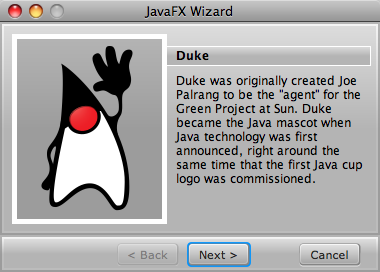 JavaFX Wizard
Duke
Duke was originally created Joe
Palrang to be the "agent" for the
Green Project at Sun. Duke
became the Java mascot when
Java technology was first
announced, right around the
same time that the first Java cup
logo was commissioned.
< Back
Next >
Cancel